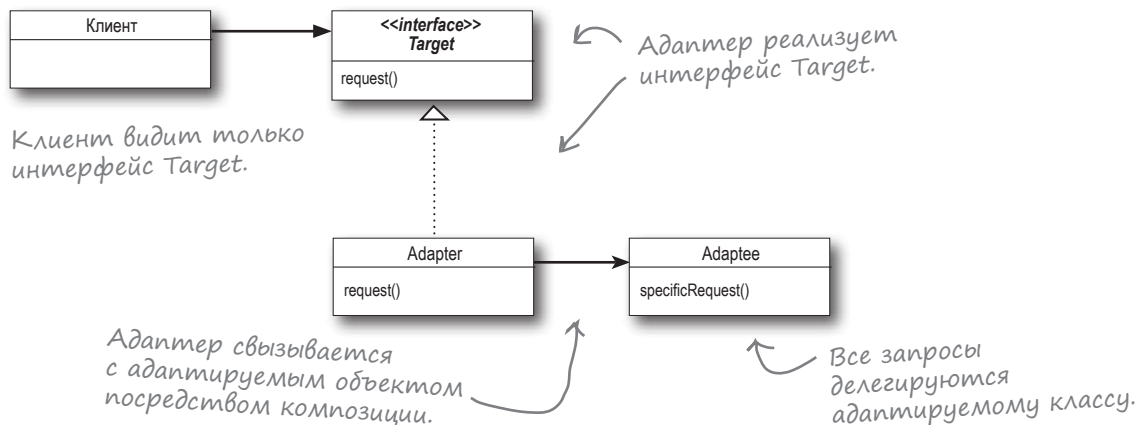 Клиент
<<interface>>
Target
request()
Адаптер реализует
интерфейс Target.
Клиент видит только
интерфейс Target.
Adapter
request()
Adaptee
specificRequest()
Адаптер свызывается
с адаптируемым объектом
посредством композиции.
Все запросы
делегируются
адаптируемому классу.